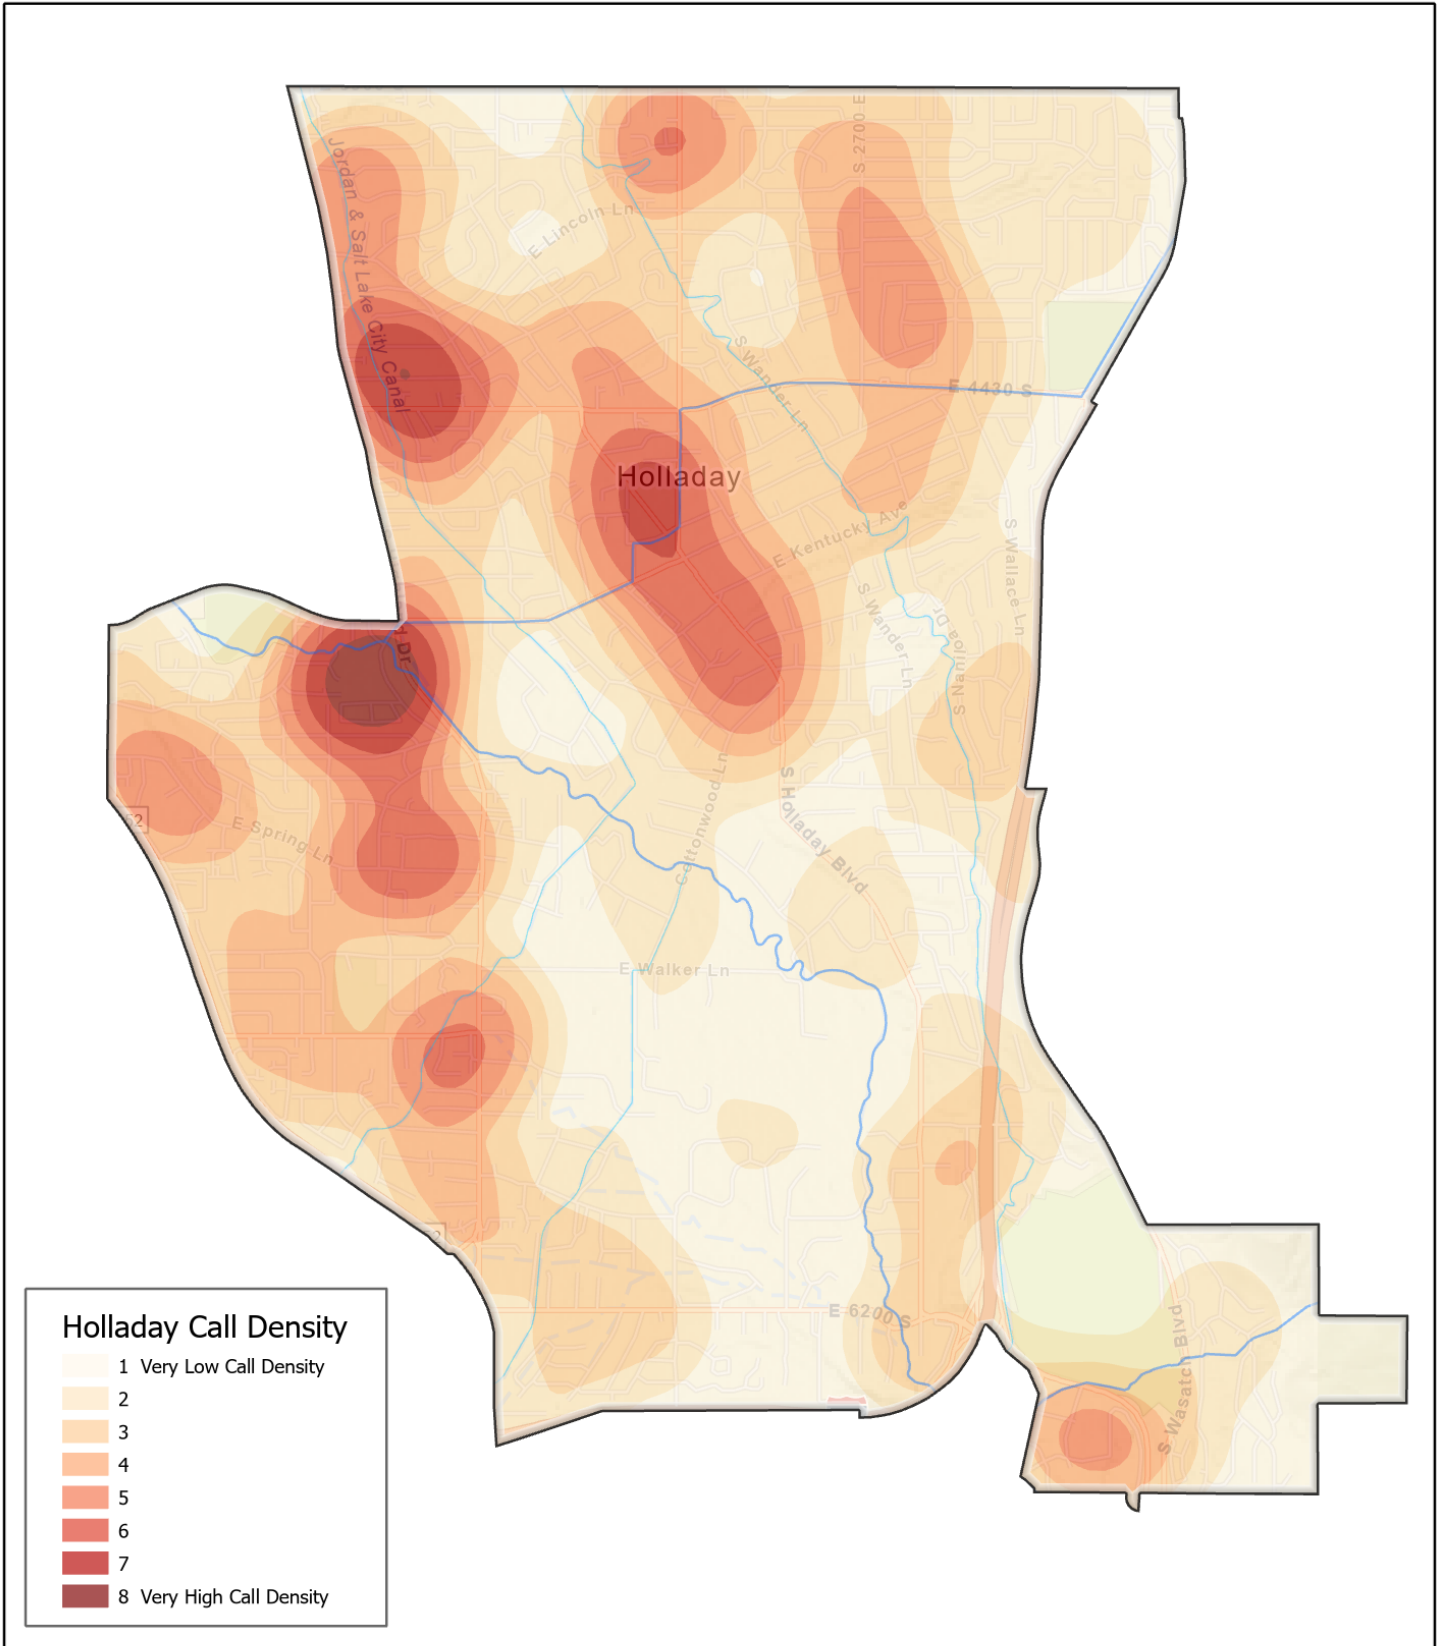 S 2700 E
Jordan & Salt Lake City Canal
E Lincoln Ln
S Wander Ln
E 4430 S
Holladay
E Kentucky Ave
S Wallace Ln
S Wander Ln
S Naniloa Dr
Dr
Cottonwood Ln
S Holladay Blvd
E Spring Ln
E Walker Ln
E 6200 S
S Wasatch Blvd
Holladay Call Density
1 Very Low Call Density
2
3
4
5
6
7
8 Very High Call Density